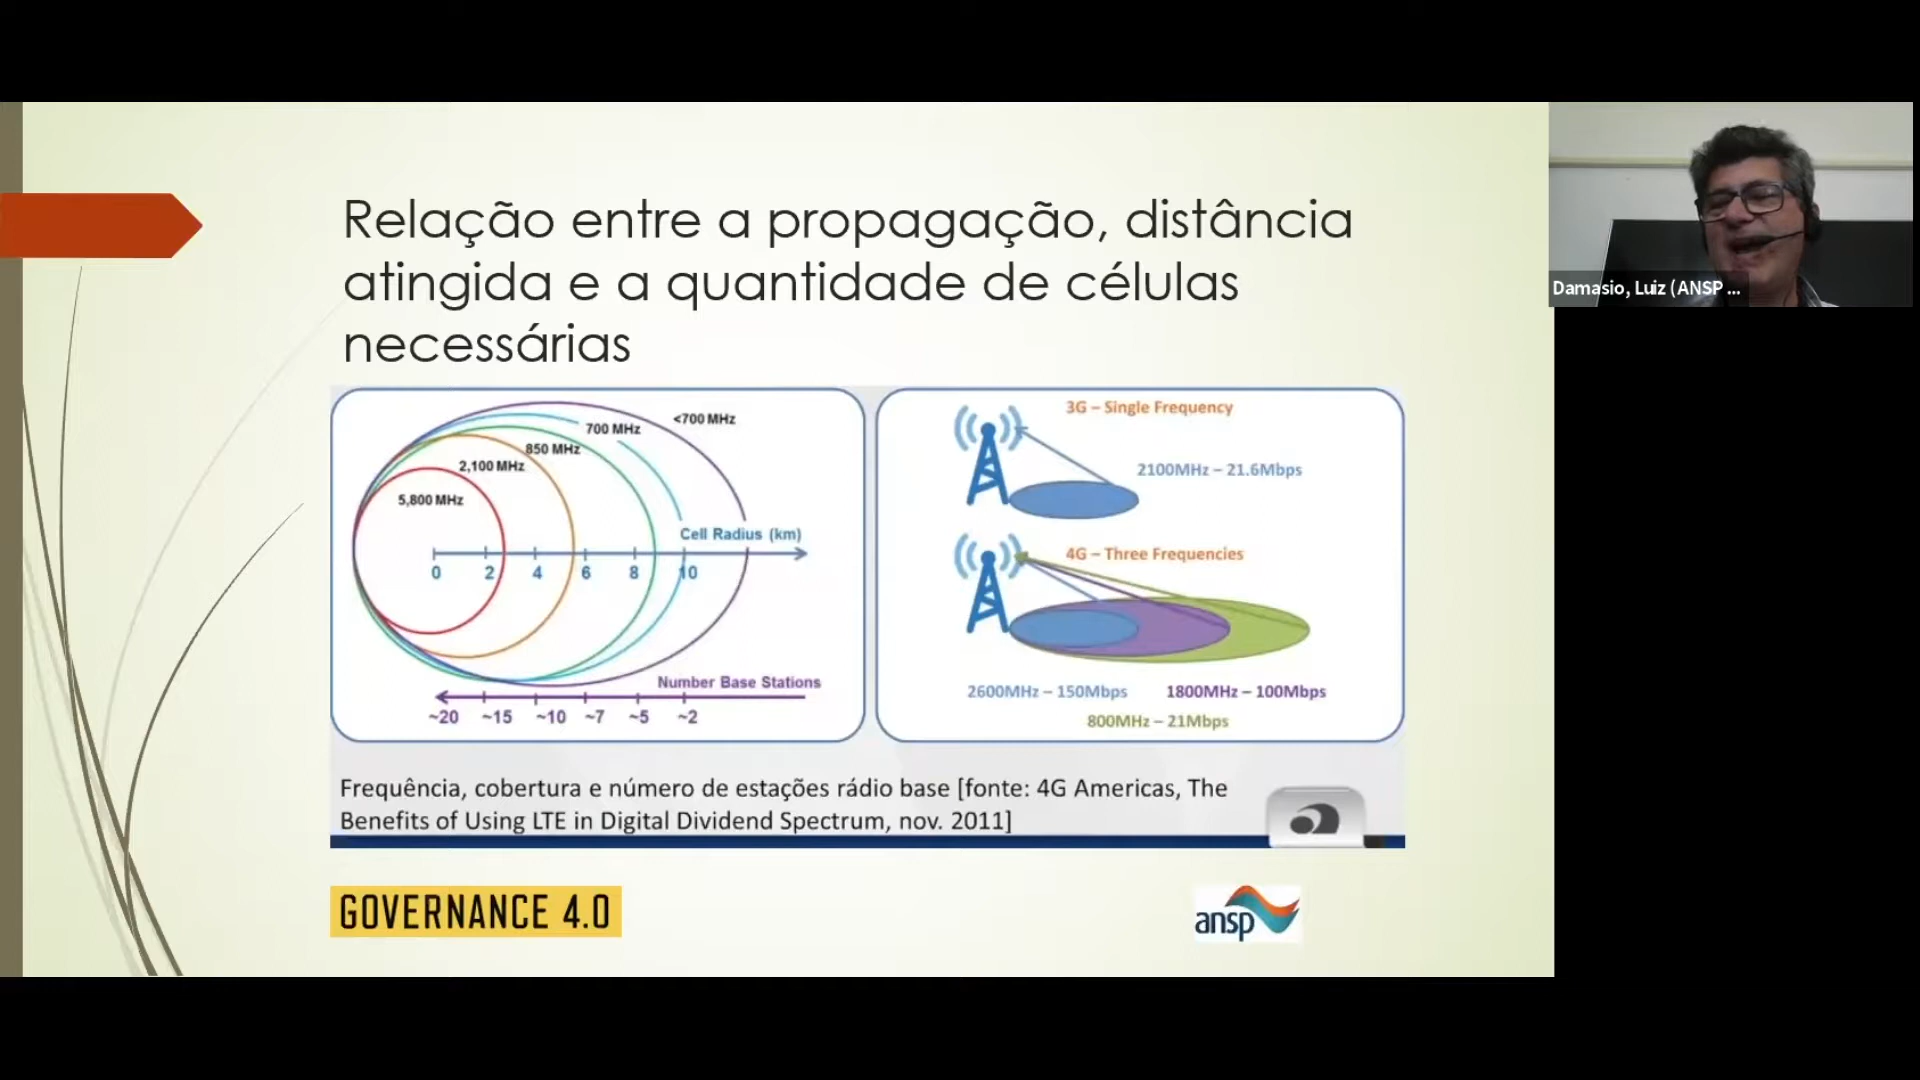 Relação entre a propagação, distância
atingida e a quantidade de células
necessárias
<700 MHz
700 MHz
850 MHz
2,100 MHz
5,800 MHz
Cell Radius (km)
0 2 4 6 8 10
Number Base Stations
~20 ~15 ~10 ~7 ~5 ~2
3G – Single Frequency
2100MHz – 21.6Mbps
4G – Three Frequencies
2600MHz – 150Mbps 1800MHz – 100Mbps
800MHz – 21Mbps
Frequência, cobertura e número de estações rádio base [fonte: 4G Americas, The
Benefits of Using LTE in Digital Dividend Spectrum, nov. 2011]
GOVERNANCE 4.0
ansp
Damasio, Luiz (ANSP ...